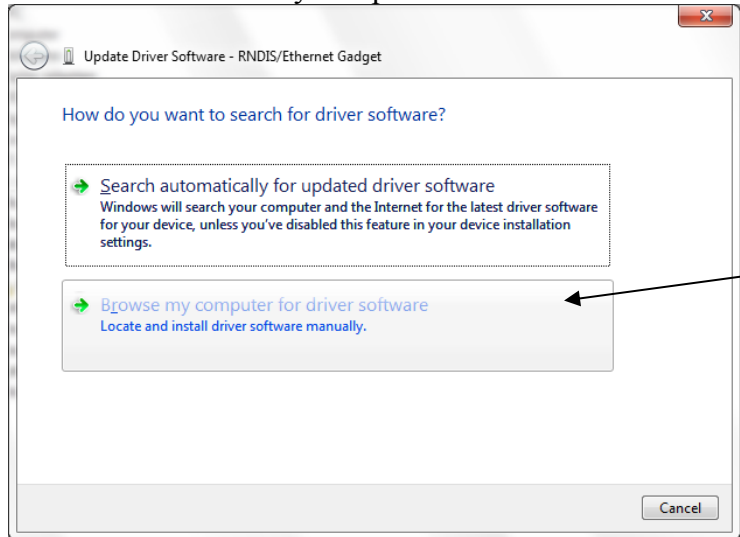 Update Driver Software - RNDIS/Ethernet Gadget
How do you want to search for driver software?
Search automatically for updated driver software
Windows will search your computer and the Internet for the latest driver software
for your device, unless you've disabled this feature in your device installation
settings.
Browse my computer for driver software
Locate and install driver software manually.
Cancel